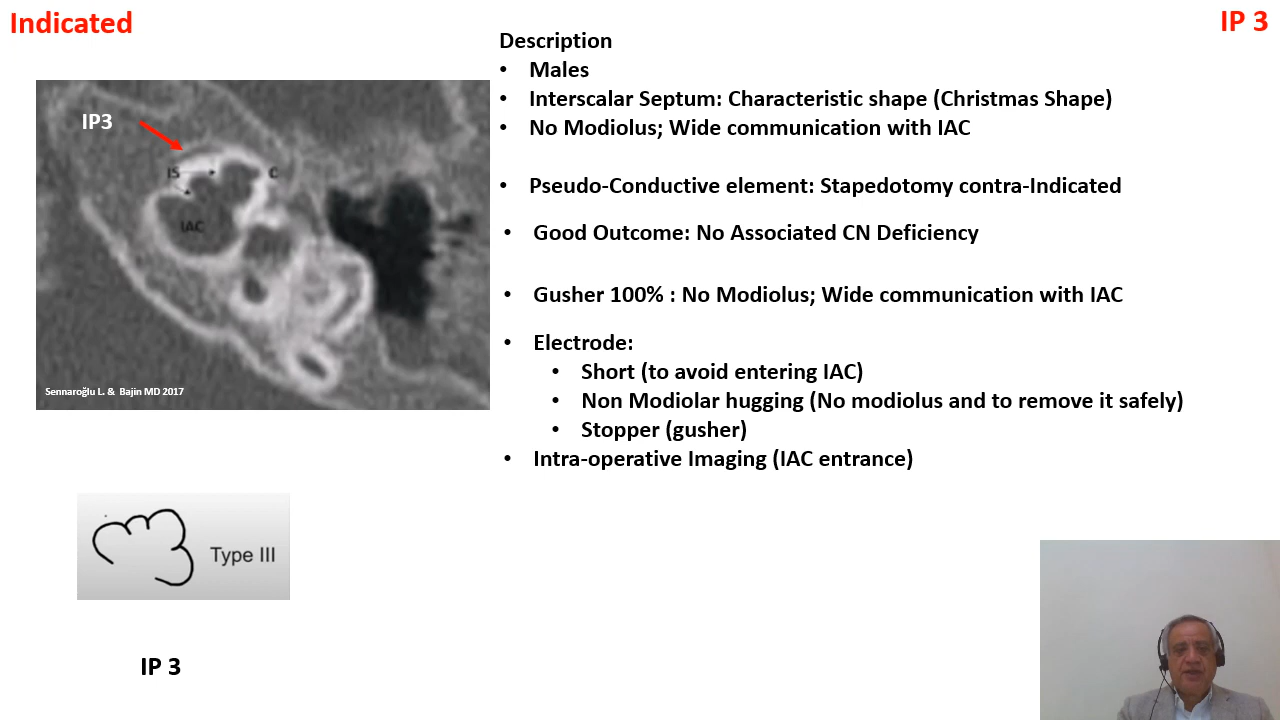 Indicated
IP 3
Description
• Males
• Interscalar Septum: Characteristic shape (Christmas Shape)
• No Modiolus; Wide communication with IAC
• Pseudo-Conductive element: Stapedotomy contra-Indicated
• Good Outcome: No Associated CN Deficiency
• Gusher 100% : No Modiolus; Wide communication with IAC
• Electrode:
• Short (to avoid entering IAC)
• Non Modiolar hugging (No modiolus and to remove it safely)
• Stopper (gusher)
• Intra-operative Imaging (IAC entrance)
IP3
IS
C
IAC
Sennaroğlu L. & Bajin MD 2017
Type III
IP 3